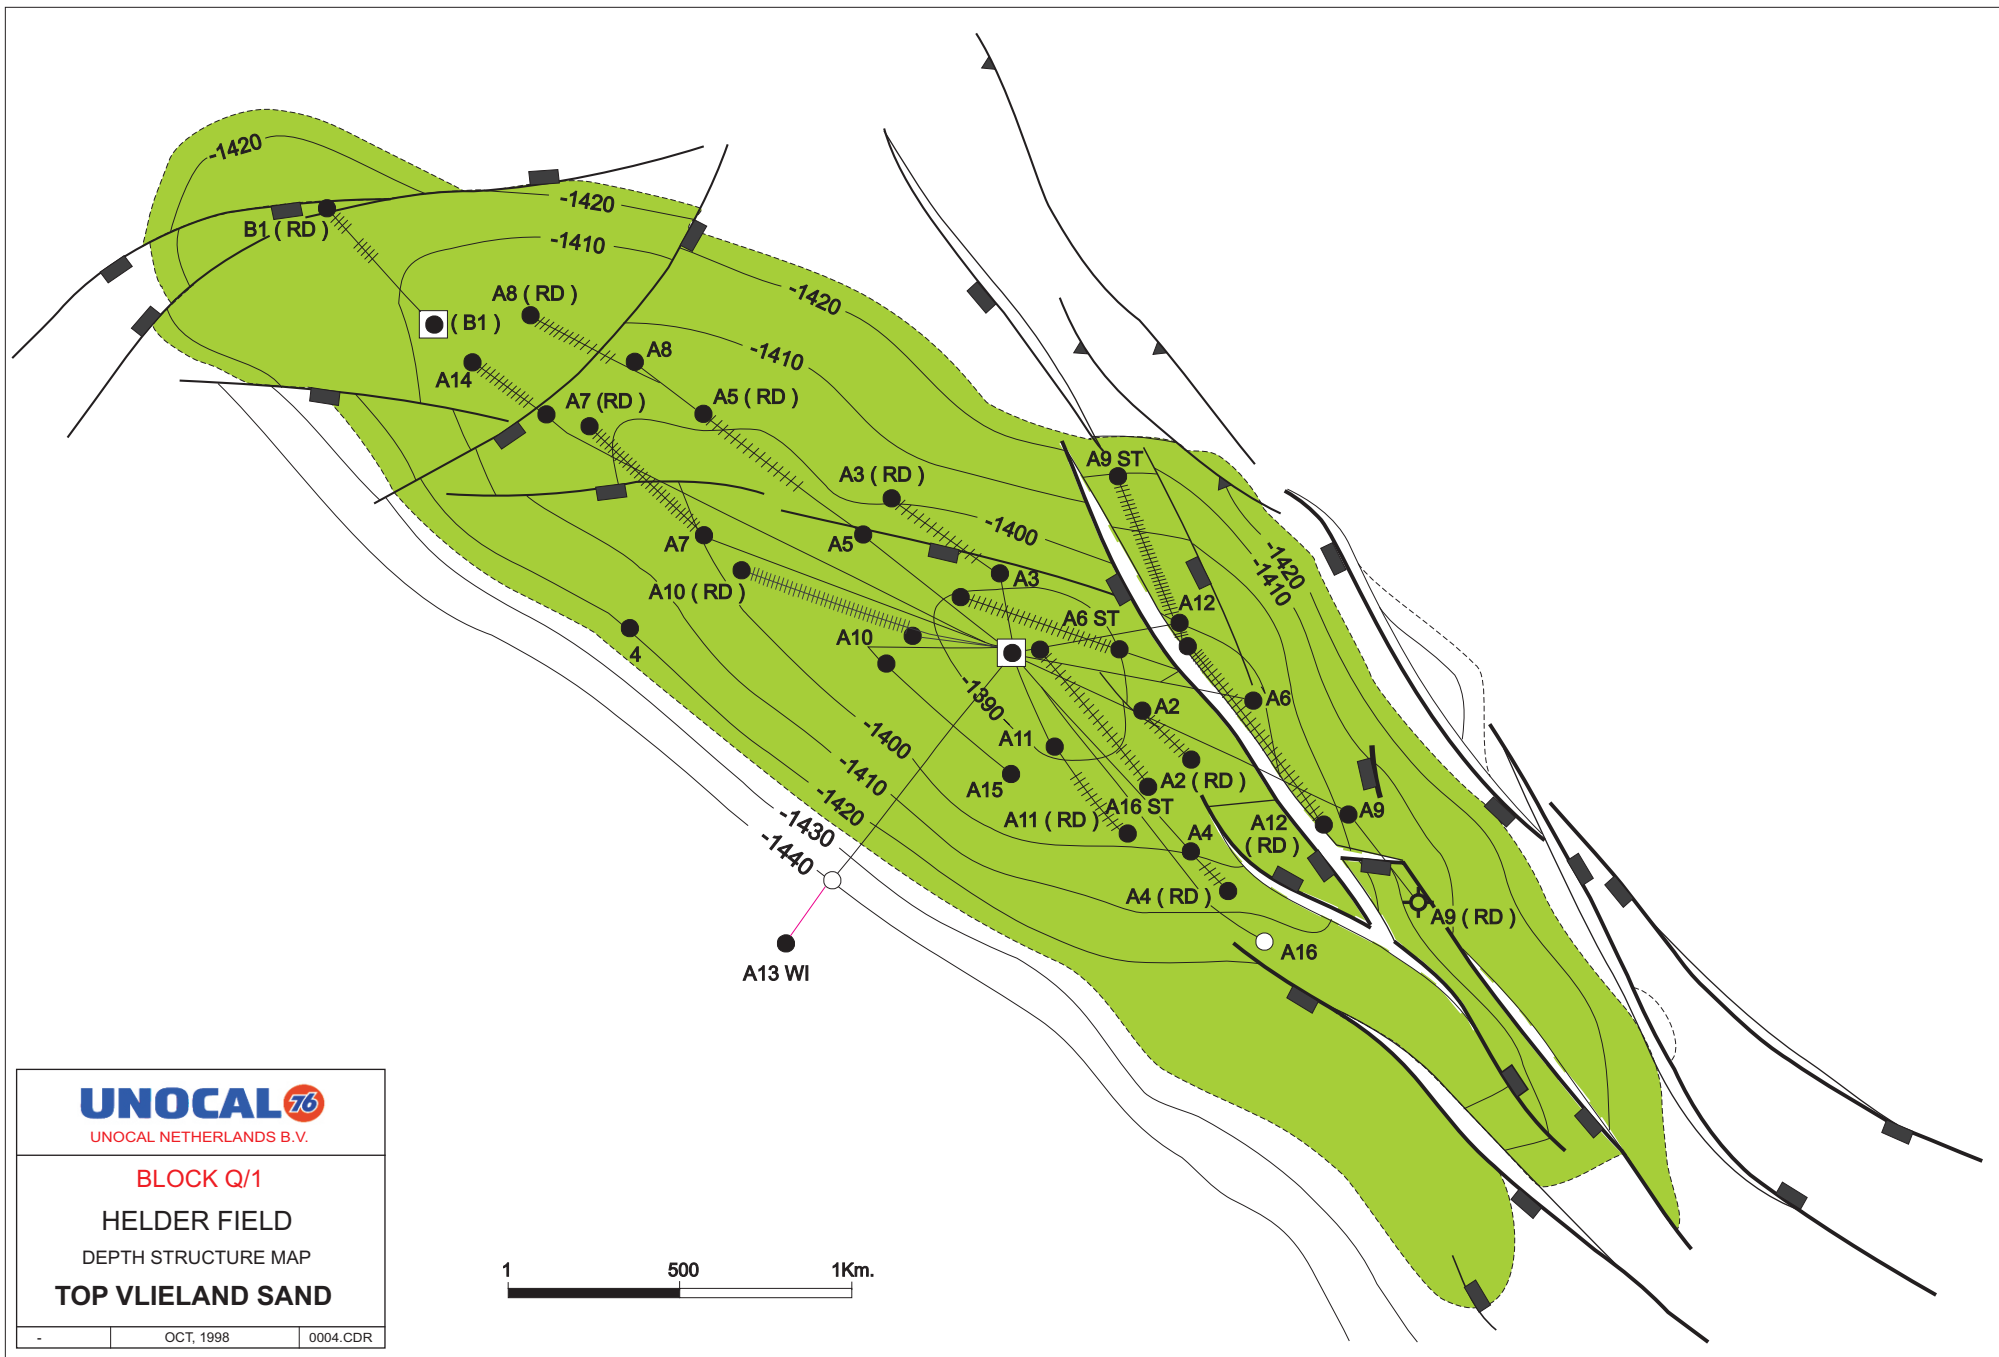 -1420
-1420
B1 ( RD )
-1410
-1420
A8 ( RD )
( B1 )
-1410
A8
A14
A7 (RD )
A5 ( RD )
A9 ST
A3 ( RD )
-1400
-1420
-1410
A7
A5
A3
A10 ( RD )
A12
A6 ST
A10
4
-1390
A6
A2
A11
-1400
-1410
A15
A2 ( RD )
A16 ST
-1420
A11 ( RD )
A9
A12
( RD )
A4
-1430
-1440
A4 ( RD )
A9 ( RD )
A16
A13 WI
UNOCAL 76
UNOCAL NETHERLANDS B.V.
BLOCK Q/1
HELDER FIELD
DEPTH STRUCTURE MAP
TOP VLIELAND SAND
- OCT, 1998 0004.CDR
1 500 1Km.